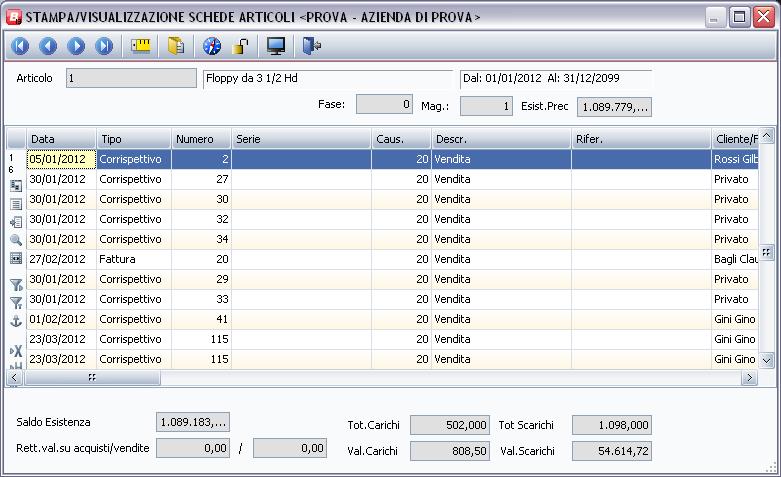 STAMPA/VISUALIZZAZIONE SCHEDE ARTICOLI <PROVA - AZIENDA DI PROVA>
Articolo 1 Floppy da 3 1/2 Hd Dal: 01/01/2012 Al: 31/12/2099
Fase: 0 Mag.: 1 Esist.Prec 1.089.779,...
Data Tipo Numero Serie Caus. Descr. Rifer. Cliente/F
1 05/01/2012 Corrispettivo 2 20 Vendita Rossi Gilb
6 30/01/2012 Corrispettivo 27 20 Vendita Privato
30/01/2012 Corrispettivo 30 20 Vendita Privato
30/01/2012 Corrispettivo 32 20 Vendita Privato
30/01/2012 Corrispettivo 34 20 Vendita Privato
27/02/2012 Fattura 20 20 Vendita Bagli Clau
30/01/2012 Corrispettivo 29 20 Vendita Privato
30/01/2012 Corrispettivo 33 20 Vendita Privato
01/02/2012 Corrispettivo 41 20 Vendita Gini Gino
23/03/2012 Corrispettivo 115 20 Vendita Gini Gino
23/03/2012 Corrispettivo 115 20 Vendita Gini Gino
Saldo Esistenza 1.089.183,... Tot.Carichi 502,000 Tot Scarichi 1.098,000
Rett.val.su acquisti/vendite 0,00 / 0,00 Val.Carichi 808,50 Val.Scarichi 54.614,72